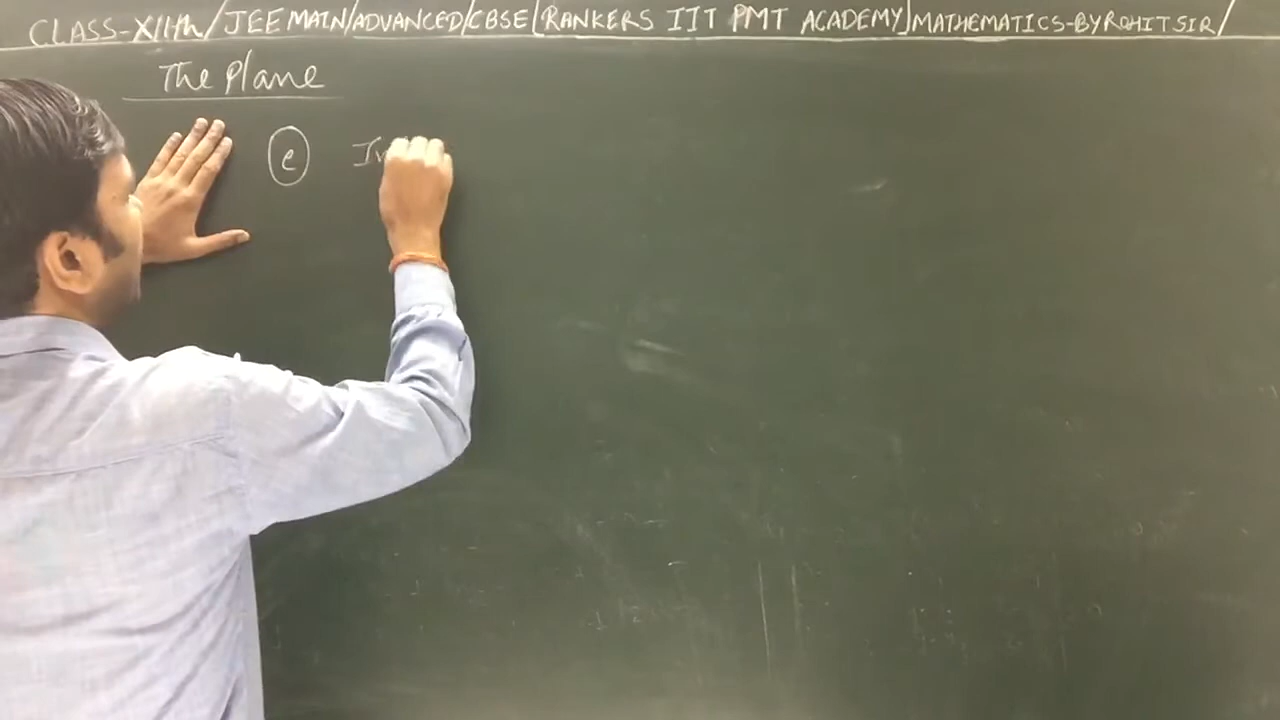 CLASS-XIIth/JEE MAIN/ADVANCED/CBSE[RANKERS IIT PMT ACADEMY]MATHEMATICS-BY ROHIT SIR/
The Plane
e